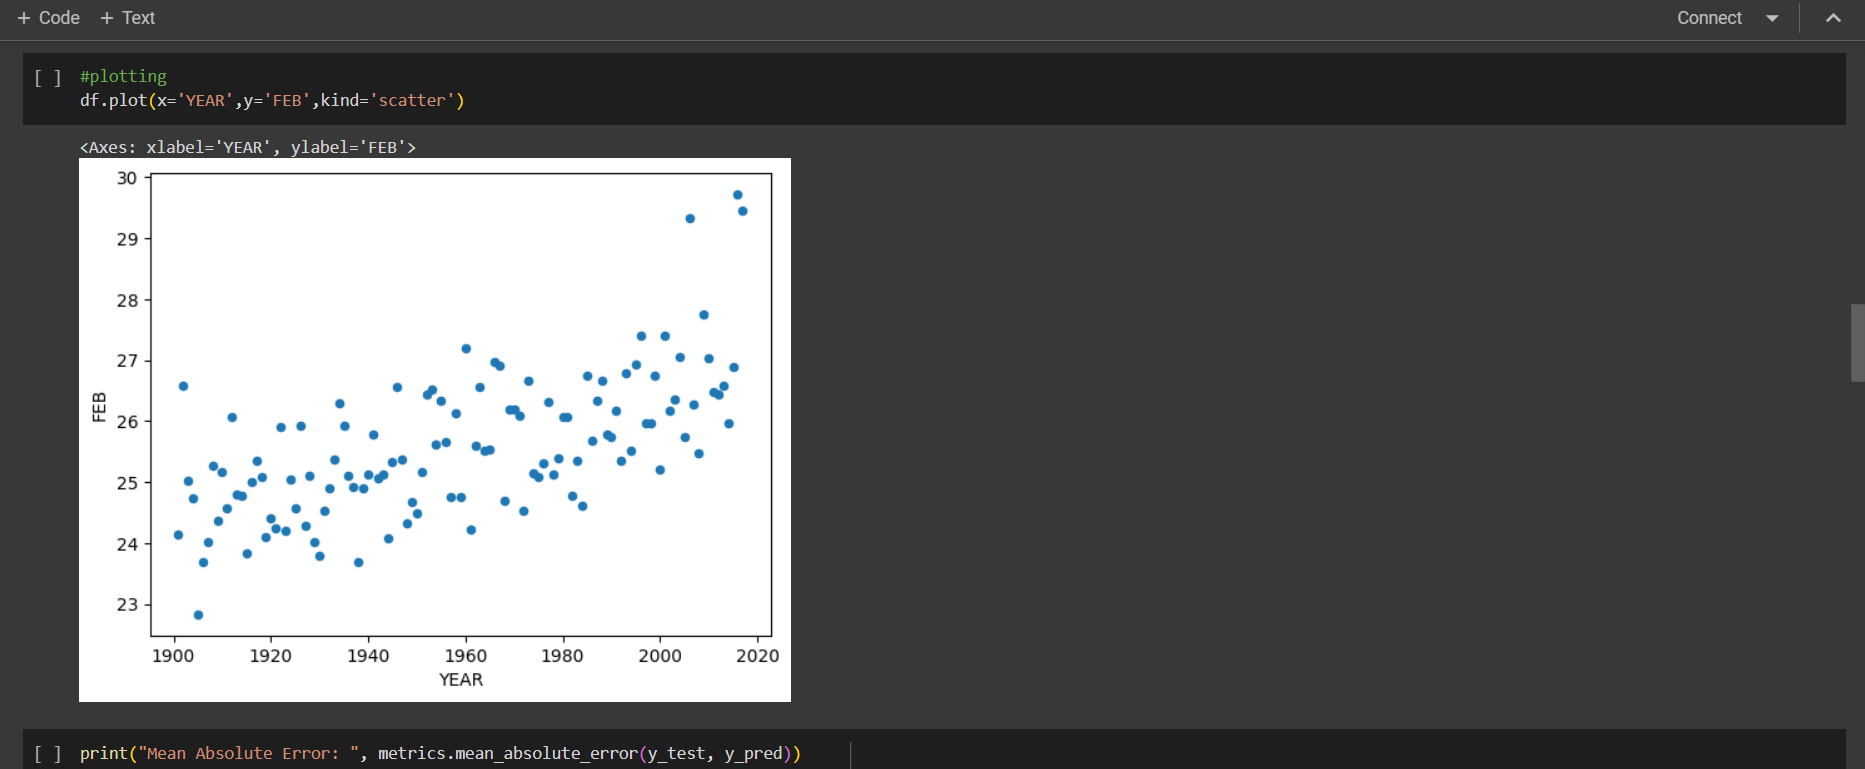 + Code + Text Connect
[ ] #plotting
df.plot(x='YEAR',y='FEB',kind='scatter')
<Axes: xlabel='YEAR', ylabel='FEB'>
30
29
28
27
26
25
24
23
FEB
1900 1920 1940 1960 1980 2000 2020
YEAR
[ ] print("Mean Absolute Error: ", metrics.mean_absolute_error(y_test, y_pred))